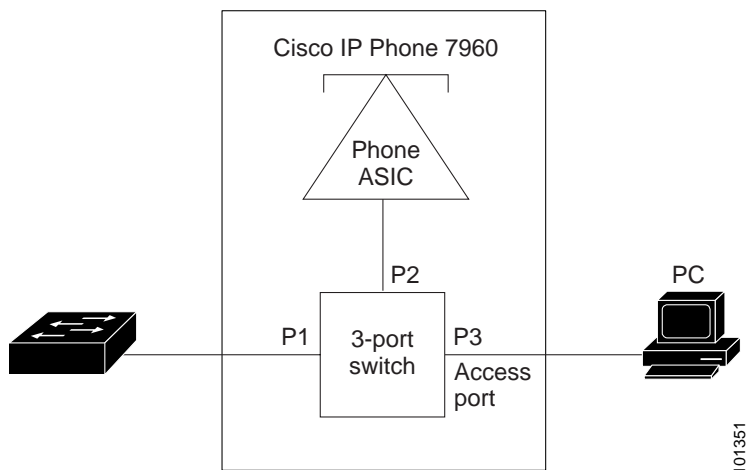 Cisco IP Phone 7960
Phone
ASIC
P2
PC
P1
3-port
switch
P3
Access
port
101351